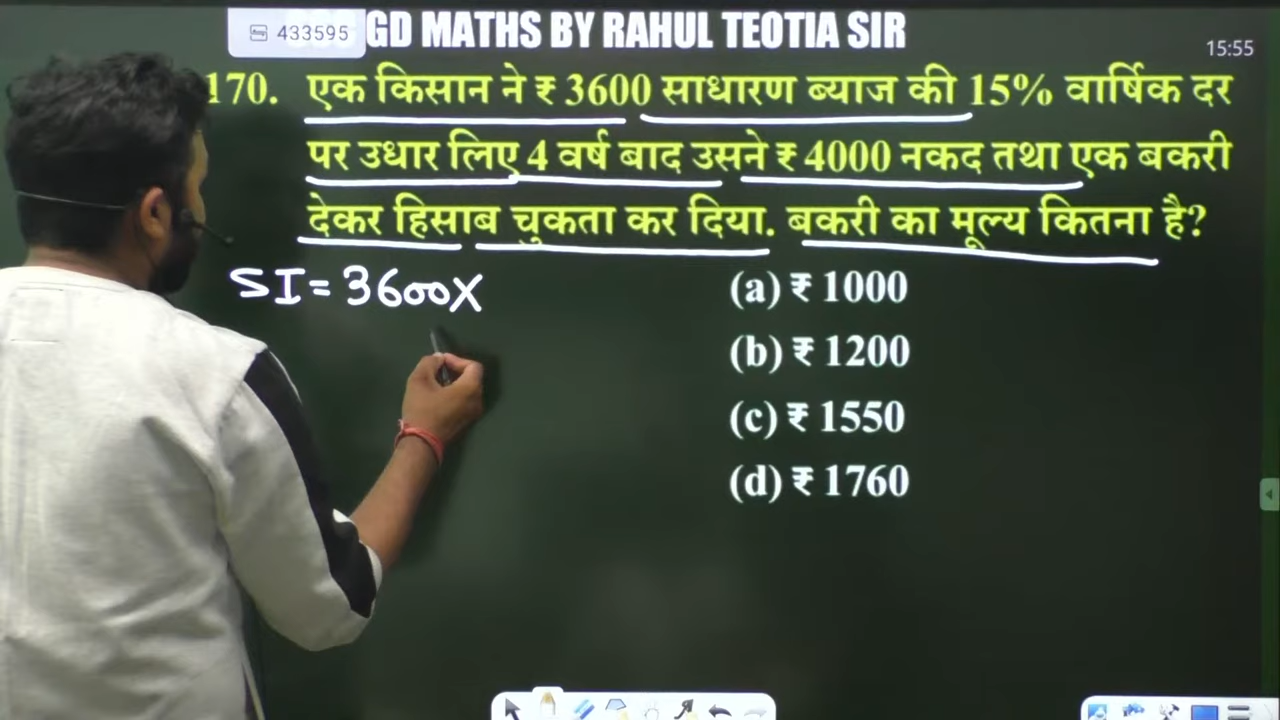 433595
GD MATHS BY RAHUL TEOTIA SIR
15:55
170. एक किसान ने ₹ 3600 साधारण ब्याज की 15% वार्षिक दर
पर उधार लिए 4 वर्ष बाद उसने ₹ 4000 नकद तथा एक बकरी
देकर हिसाब चुकता कर दिया. बकरी का मूल्य कितना है?
SI = 3600X
(a) ₹ 1000
(b) ₹ 1200
(c) ₹ 1550
(d) ₹ 1760